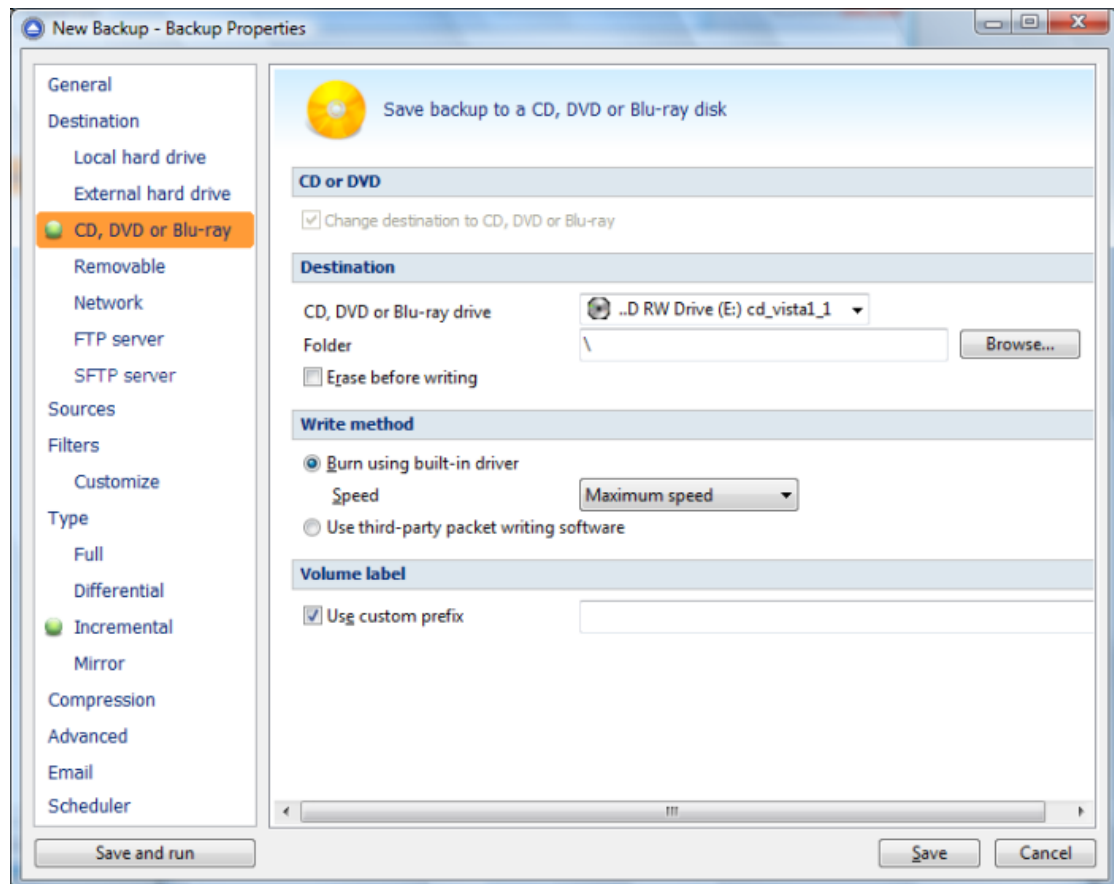 New Backup - Backup Properties
General
Destination
Local hard drive
External hard drive
CD, DVD or Blu-ray
Removable
Network
FTP server
SFTP server
Sources
Filters
Customize
Type
Full
Differential
Incremental
Mirror
Compression
Advanced
Email
Scheduler
Save backup to a CD, DVD or Blu-ray disk
CD or DVD
Change destination to CD, DVD or Blu-ray
Destination
CD, DVD or Blu-ray drive ..D RW Drive (E:) cd_vista1_1
Folder \ Browse...
Erase before writing
Write method
Burn using built-in driver
Speed Maximum speed
Use third-party packet writing software
Volume label
Use custom prefix
Save and run Save Cancel